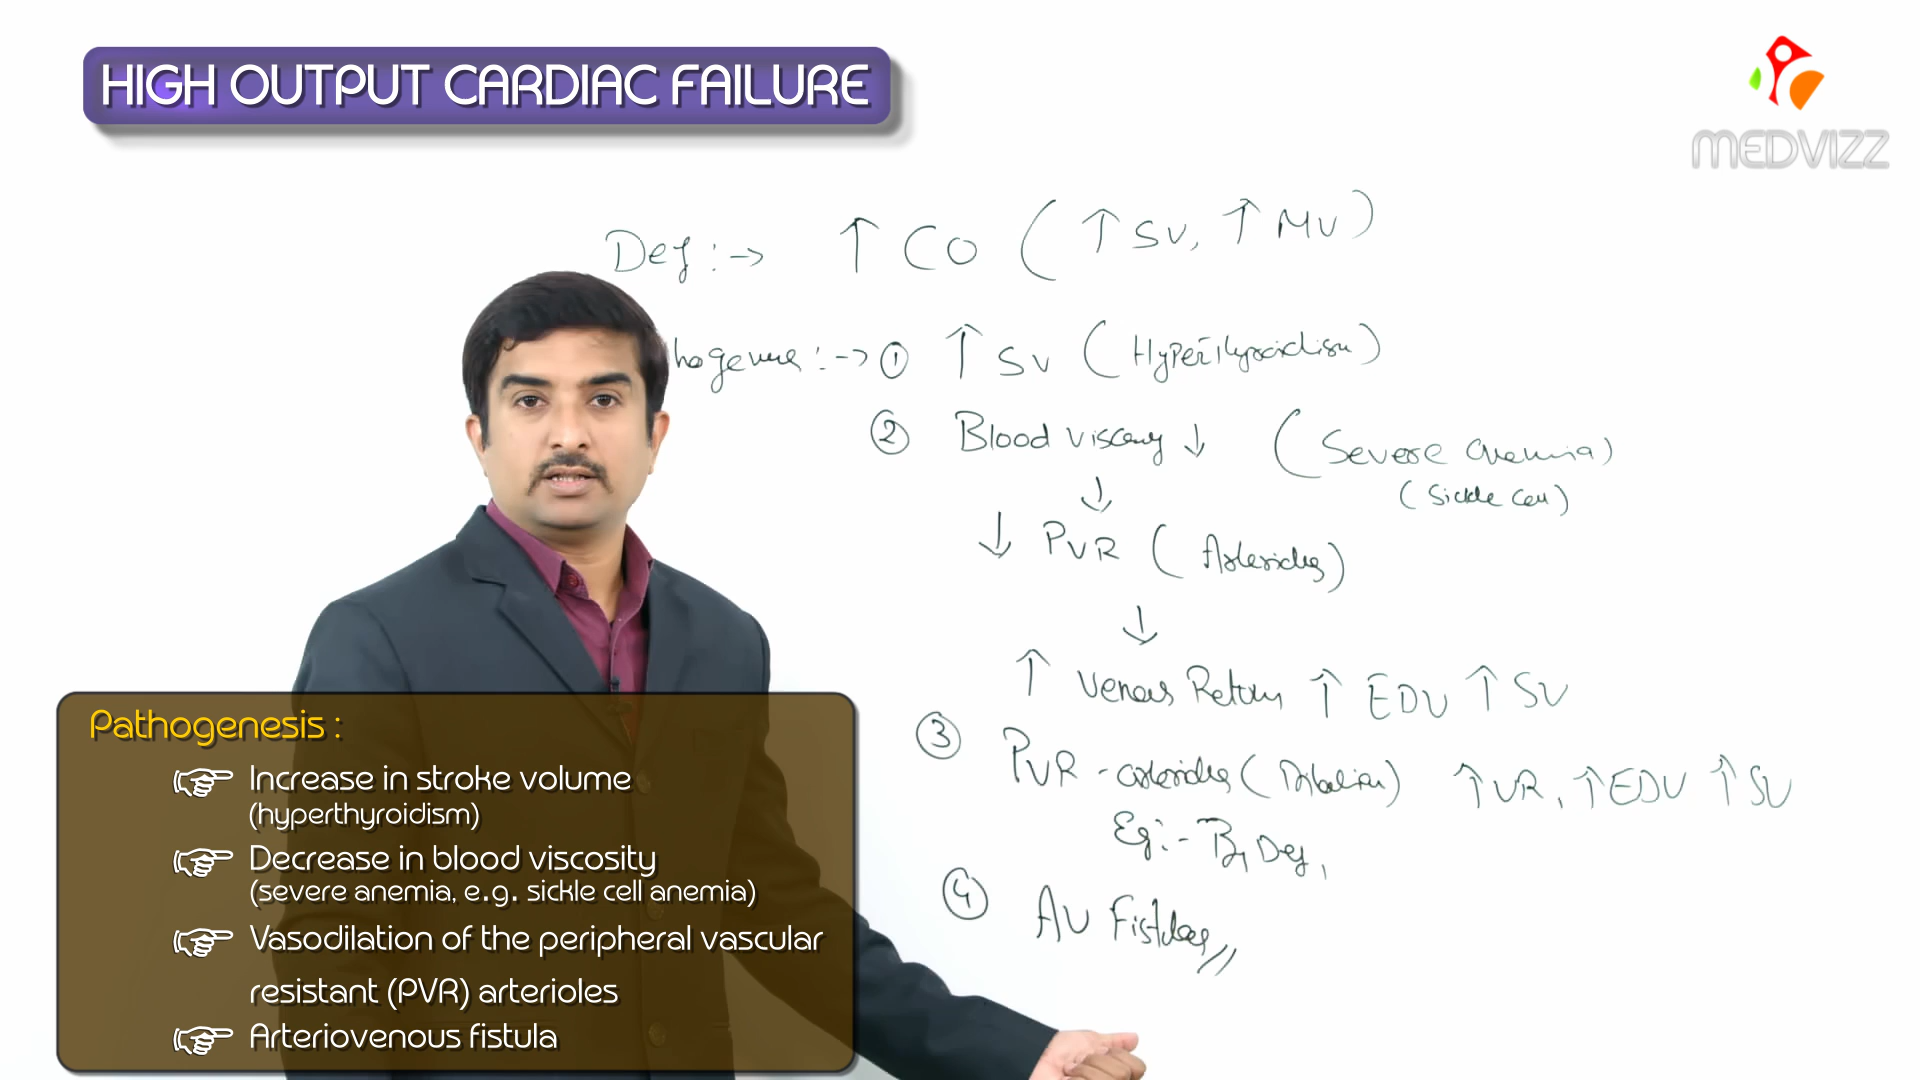 HIGH OUTPUT CARDIAC FAILURE
MEDVIZZ
Def :→ ↑ CO ( ↑ SV, ↑ MV )
:→ ① ↑ SV ( Hyperthyroidism )
② Blood viscosity ↓ ( Severe anemia )
( Sickle cell )
↓
↓ PVR ( Arterioles )
↓
↑ Venous Return ↑ EDV ↑ SV
③ PVR - arterioles ( Dilation ) ↑ VR, ↑ EDV ↑ SV
Eg:- B1 Def,
④ AV Fistulas //
Pathogenesis :
Increase in stroke volume
(hyperthyroidism)
Decrease in blood viscosity
(severe anemia, e.g. sickle cell anemia)
Vasodilation of the peripheral vascular
resistant (PVR) arterioles
Arteriovenous fistula